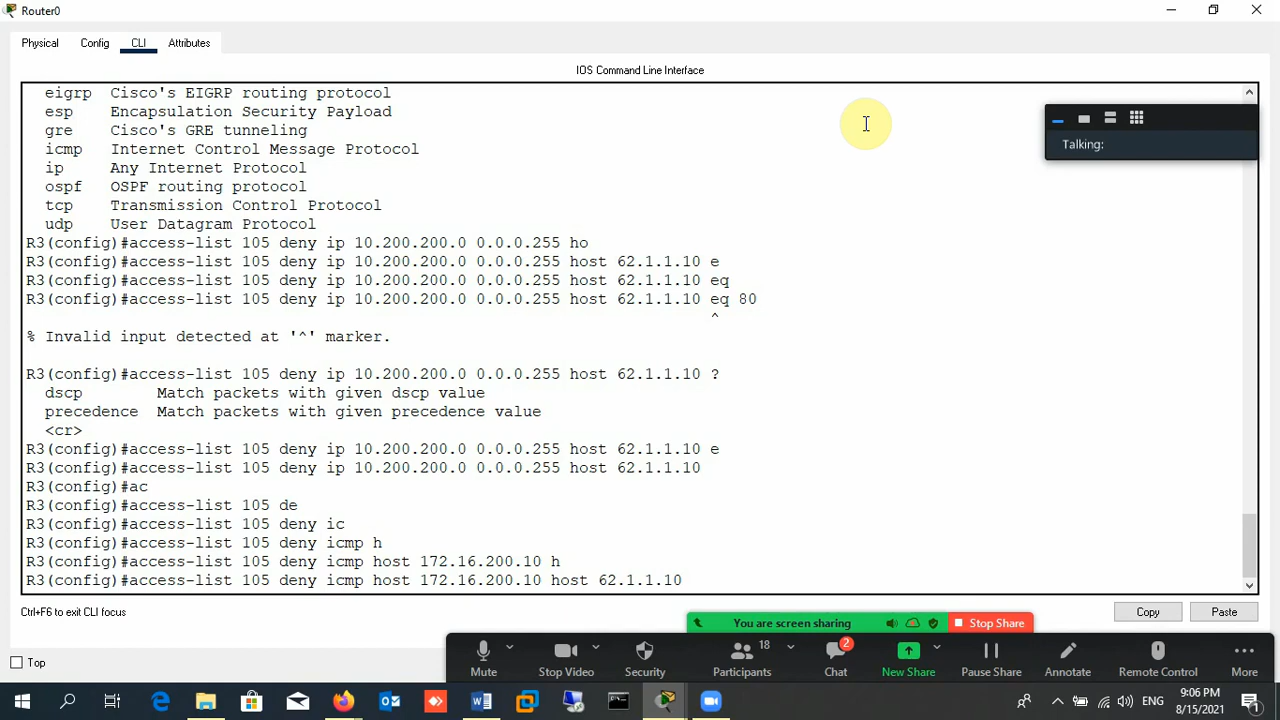 Router0
Physical Config CLI Attributes
IOS Command Line Interface
eigrp Cisco's EIGRP routing protocol
esp Encapsulation Security Payload
gre Cisco's GRE tunneling
icmp Internet Control Message Protocol
ip Any Internet Protocol
ospf OSPF routing protocol
tcp Transmission Control Protocol
udp User Datagram Protocol
R3(config)#access-list 105 deny ip 10.200.200.0 0.0.0.255 ho
R3(config)#access-list 105 deny ip 10.200.200.0 0.0.0.255 host 62.1.1.10 e
R3(config)#access-list 105 deny ip 10.200.200.0 0.0.0.255 host 62.1.1.10 eq
R3(config)#access-list 105 deny ip 10.200.200.0 0.0.0.255 host 62.1.1.10 eq 80
^
% Invalid input detected at '^' marker.
R3(config)#access-list 105 deny ip 10.200.200.0 0.0.0.255 host 62.1.1.10 ?
dscp Match packets with given dscp value
precedence Match packets with given precedence value
<cr>
R3(config)#access-list 105 deny ip 10.200.200.0 0.0.0.255 host 62.1.1.10 e
R3(config)#access-list 105 deny ip 10.200.200.0 0.0.0.255 host 62.1.1.10
R3(config)#ac
R3(config)#access-list 105 de
R3(config)#access-list 105 deny ic
R3(config)#access-list 105 deny icmp h
R3(config)#access-list 105 deny icmp host 172.16.200.10 h
R3(config)#access-list 105 deny icmp host 172.16.200.10 host 62.1.1.10
Talking:
Ctrl+F6 to exit CLI focus
Copy Paste
You are screen sharing Stop Share
Top
18 2
Mute Stop Video Security Participants Chat New Share Pause Share Annotate Remote Control More
ENG
9:06 PM
8/15/2021
1